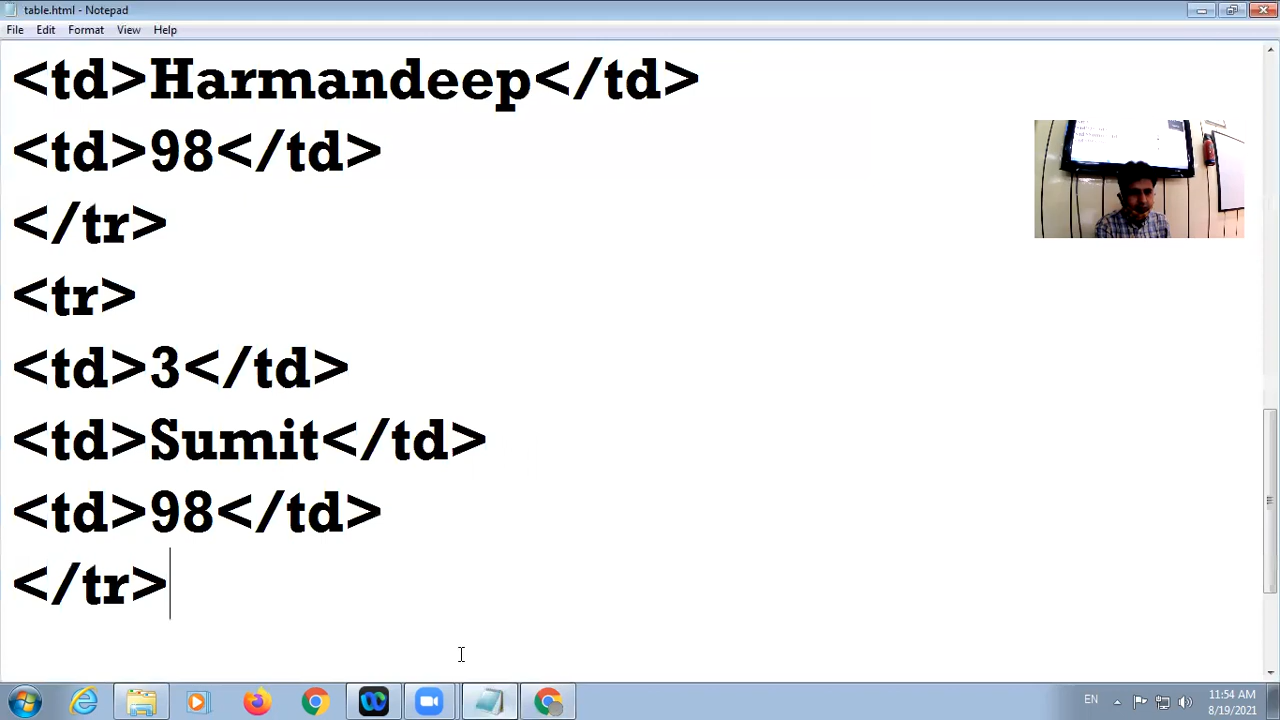 table.html - Notepad
File Edit Format View Help
<td>Harmandeep</td>
<td>98</td>
</tr>
<tr>
<td>3</td>
<td>Sumit</td>
<td>98</td>
</tr>
EN
11:54 AM
8/19/2021